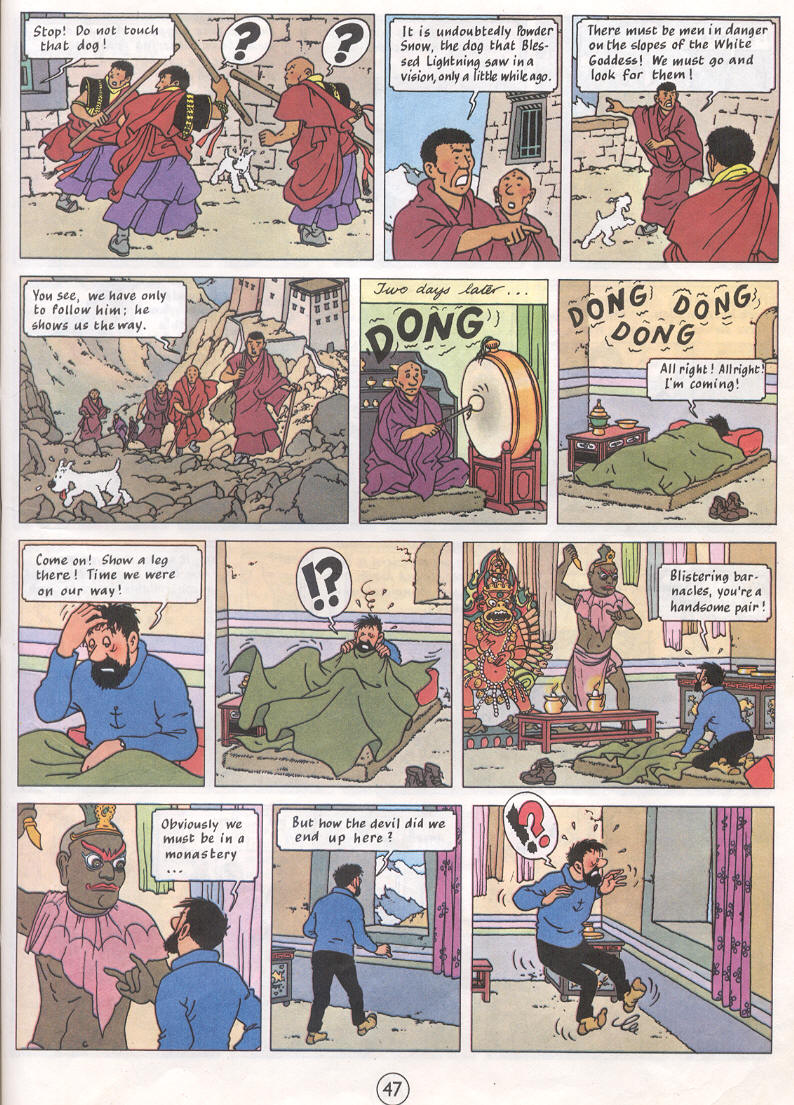 Stop! Do not touch
that dog!
?
?
It is undoubtedly Powder
Snow, the dog that Bles-
sed Lightning saw in a
vision, only a little while ago.
There must be men in danger
on the slopes of the White
Goddess! We must go and
look for them!
You see, we have only
to follow him; he
shows us the way.
Two days later...
DONG
DONG DONG
DONG
All right! Allright!
I'm coming!
Come on! Show a leg
there! Time we were
on our way!
!?
Blistering bar-
nacles, you're a
handsome pair!
Obviously we
must be in a
monastery
...
But how the devil did we
end up here?
!?
47